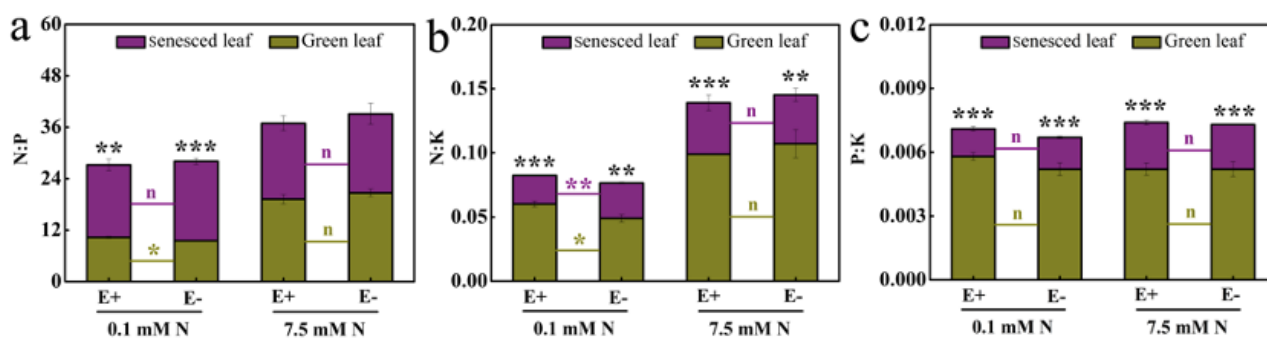 a
Senesced leaf Green leaf
N:P
60
48
36
24
12
0
** *** n * n n
E+ E- E+ E-
0.1 mM N 7.5 mM N
b
Senesced leaf Green leaf
N:K
0.20
0.15
0.10
0.05
0.00
*** ** ** * *** ** n n
E+ E- E+ E-
0.1 mM N 7.5 mM N
c
Senesced leaf Green leaf
P:K
0.012
0.009
0.006
0.003
0.000
*** n *** n *** n *** n
E+ E- E+ E-
0.1 mM N 7.5 mM N